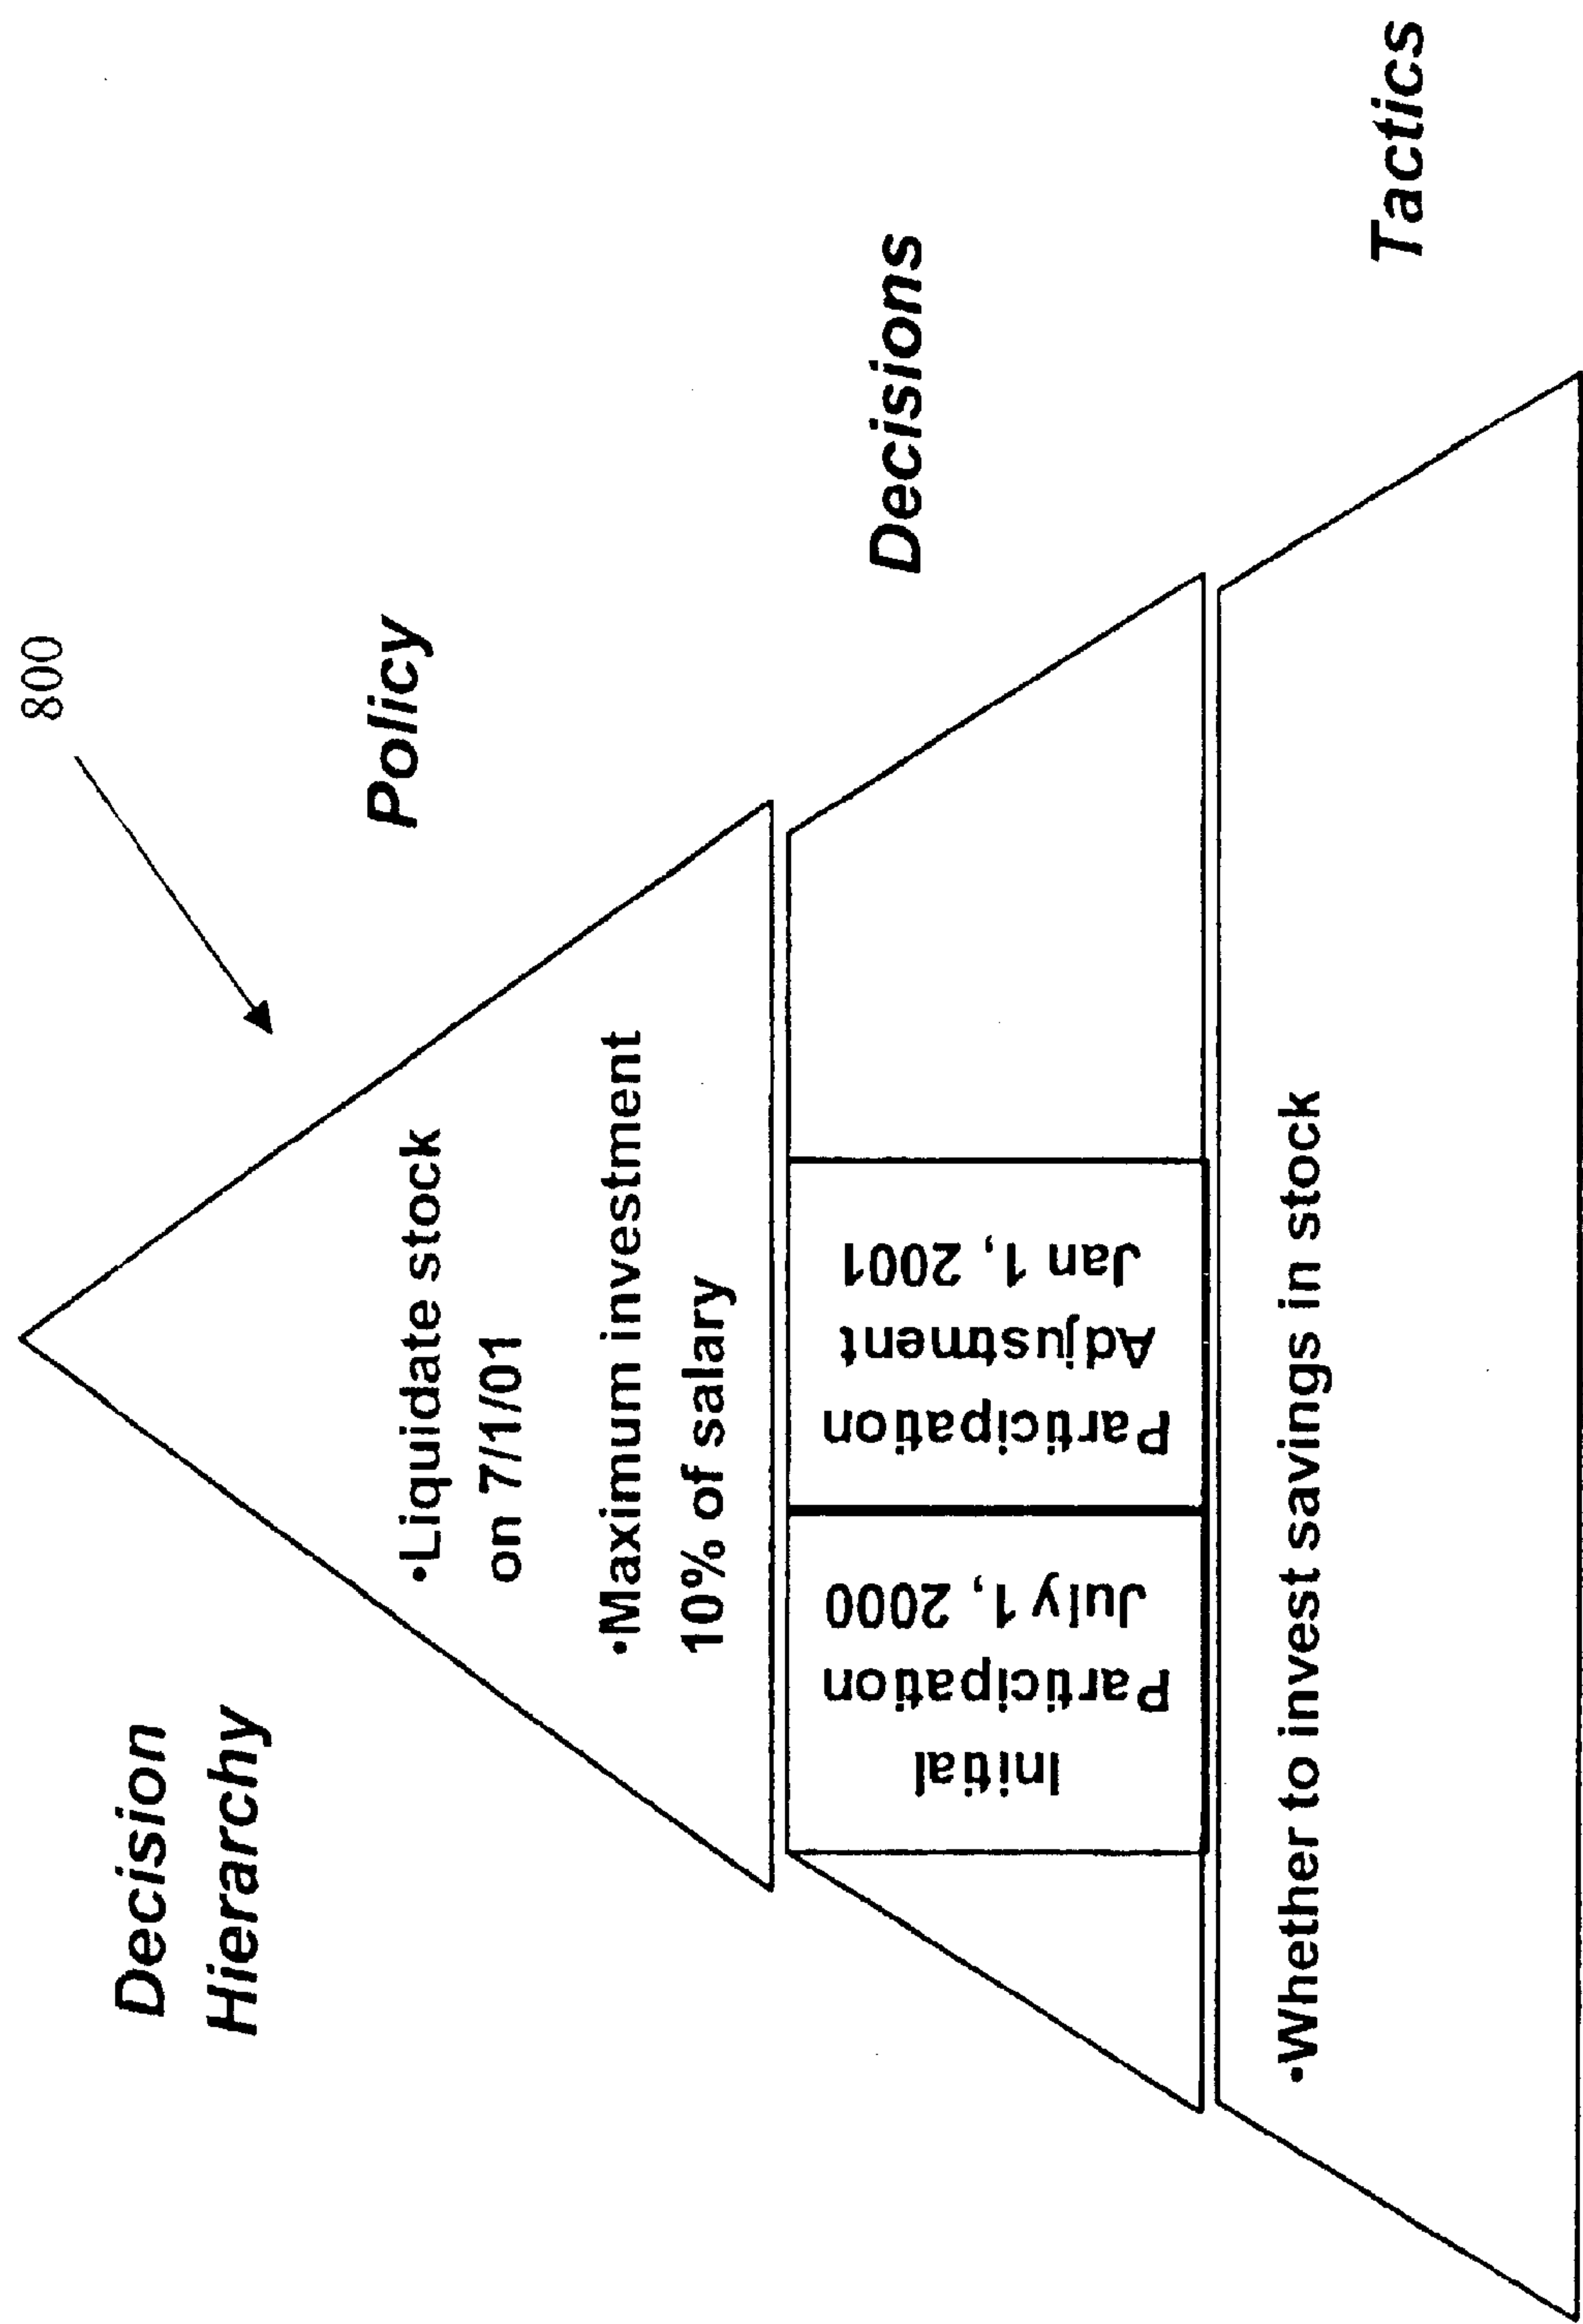 Decision
Hierarchy
800
Policy
•Liquidate stock
on 7/1/01
•Maximum investment
10% of salary
Decisions
Initial
Participation
July 1, 2000
Participation
Adjustment
Jan 1, 2001
Tactics
•Whether to invest savings in stock